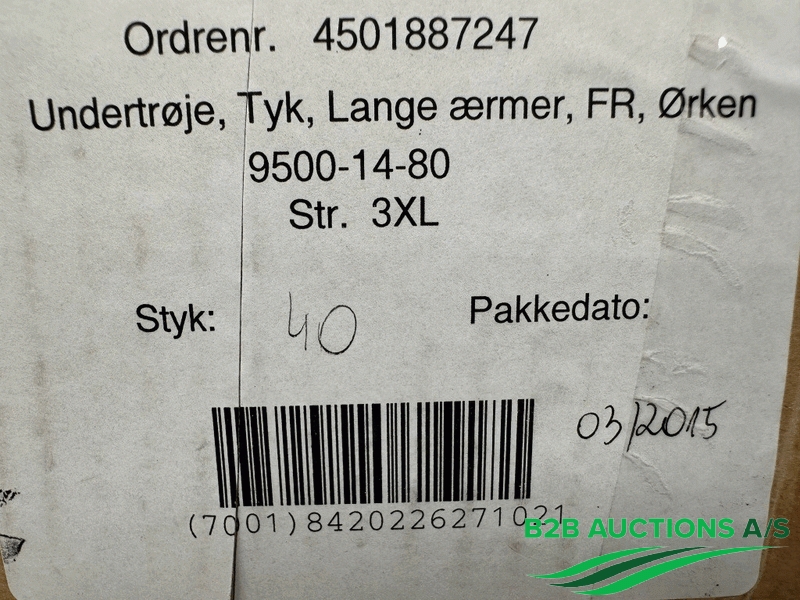 Ordrenr. 4501887247
Undertrøje, Tyk, Lange ærmer, FR, Ørken
9500-14-80
Str. 3XL
Styk: 40 Pakkedato:
03/2015
(7001)8420226271021
B2B AUCTIONS A/S